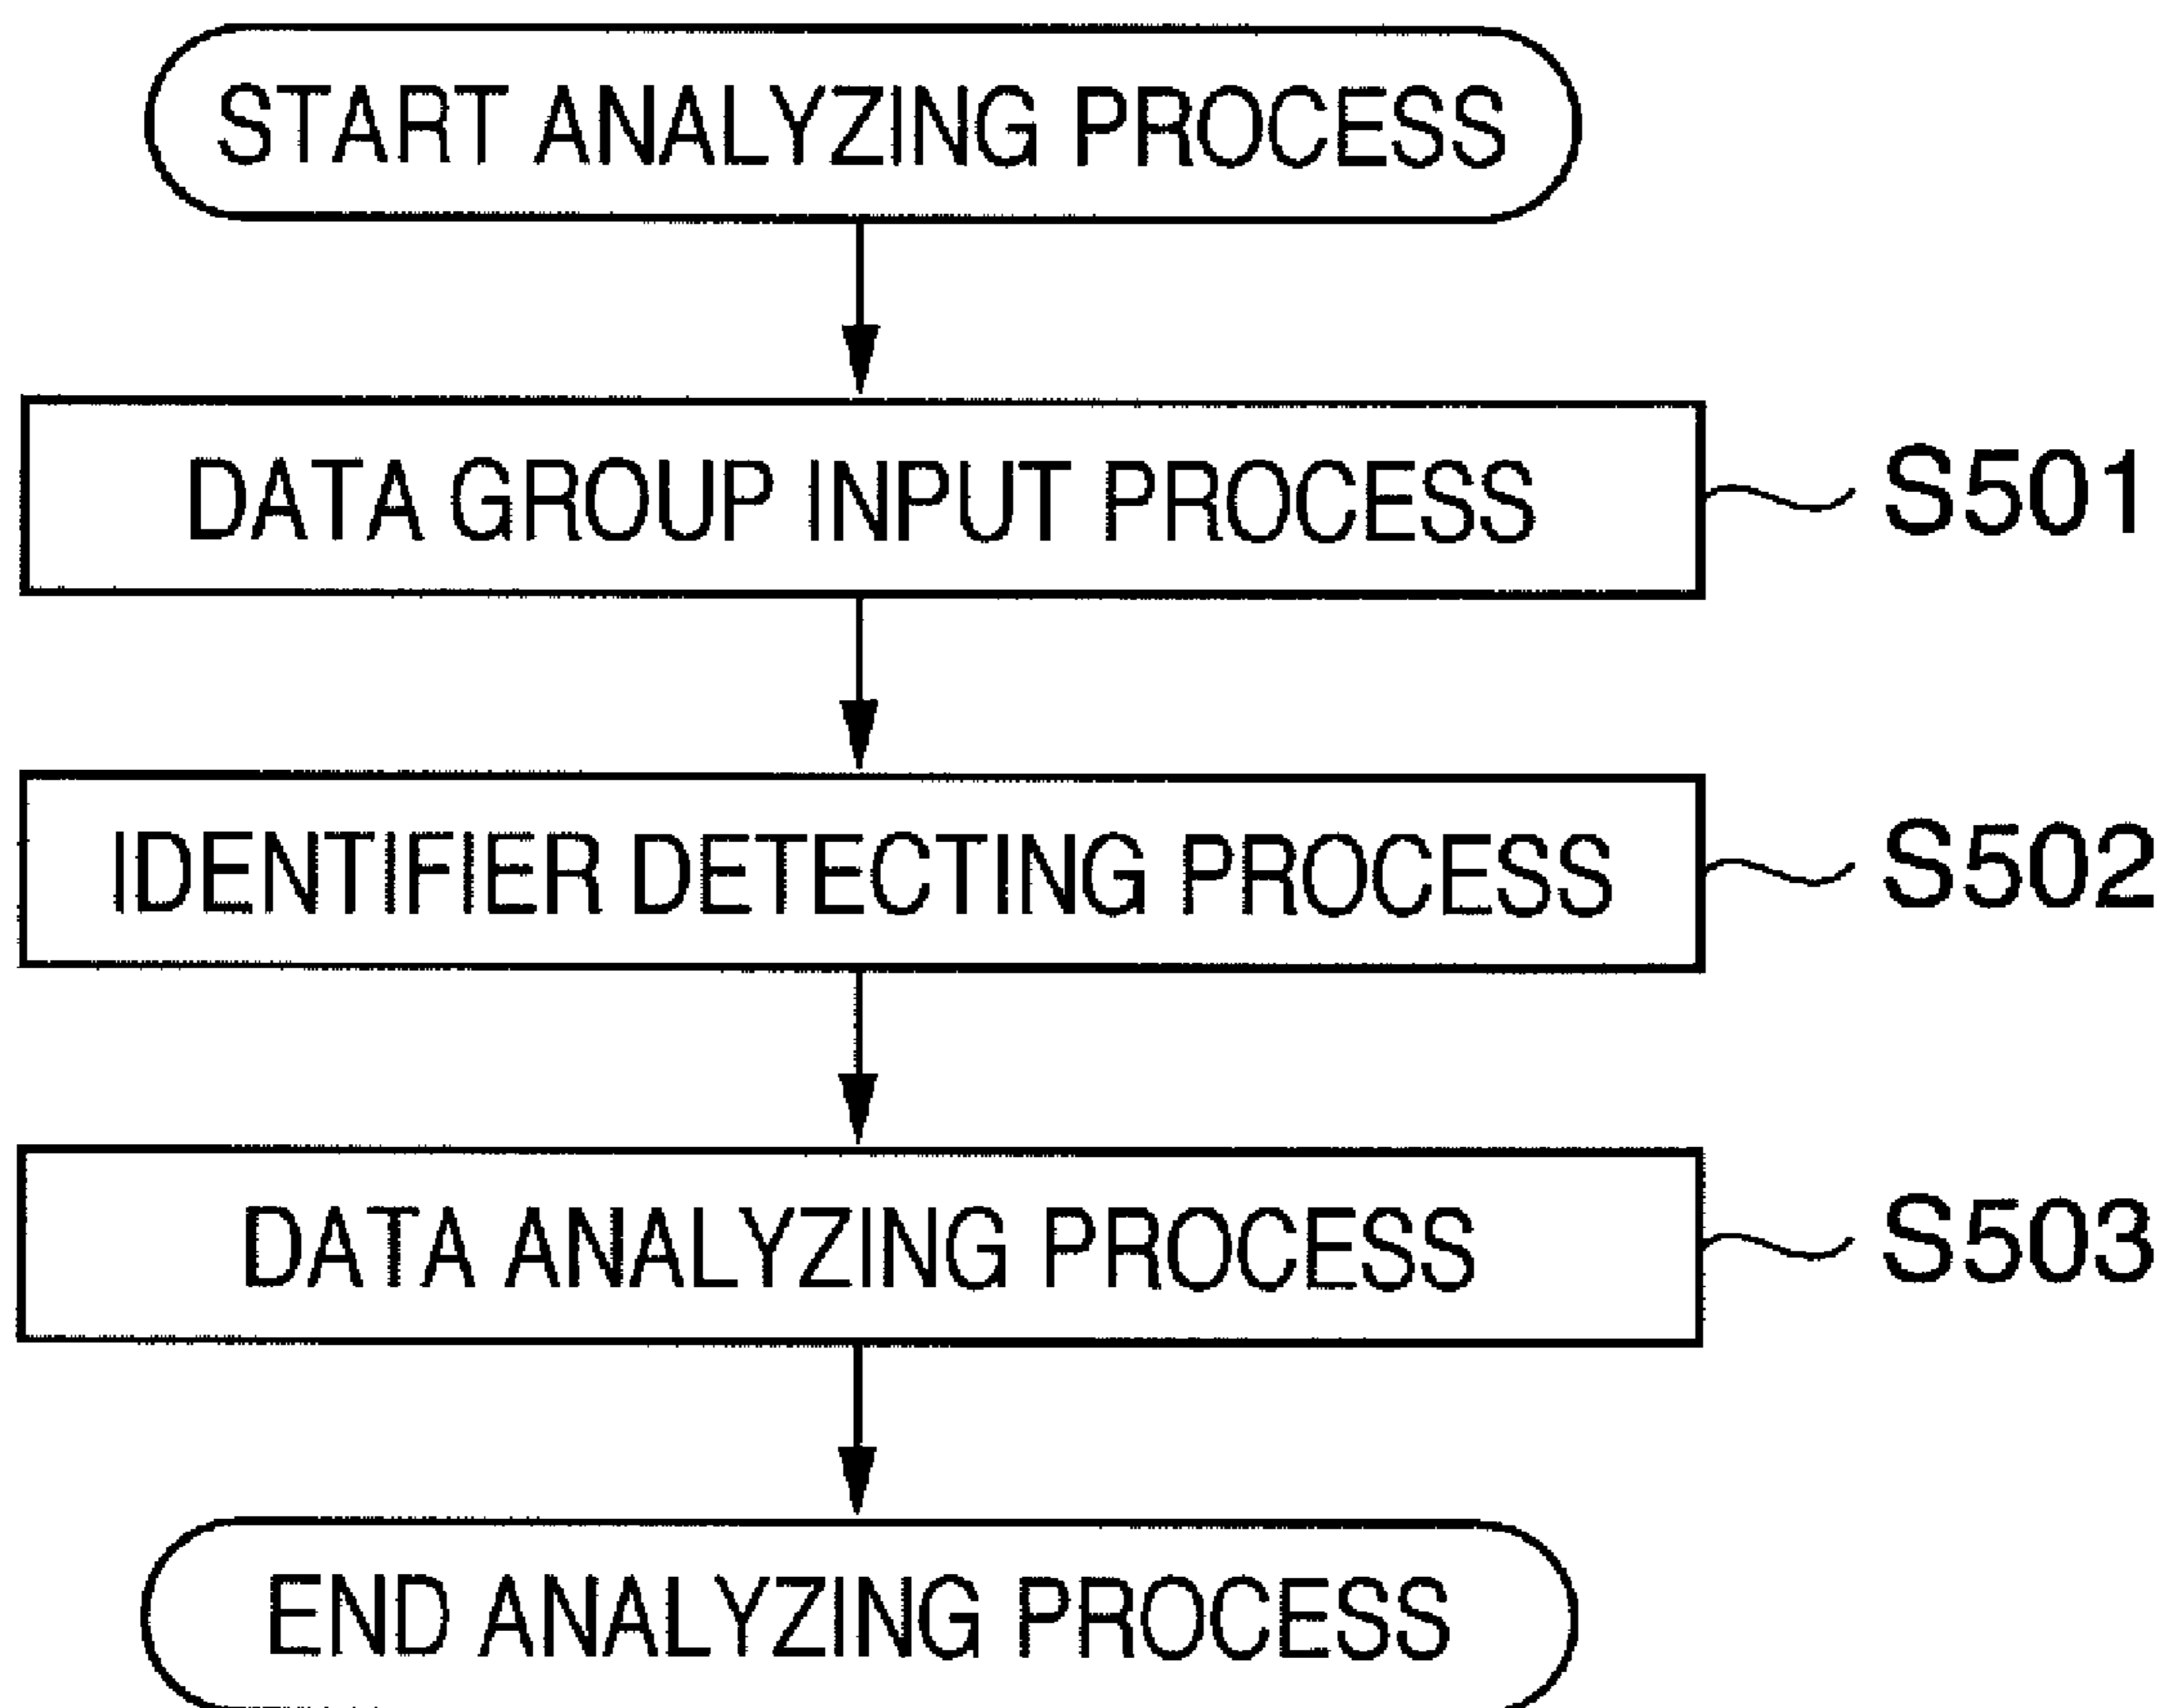 START ANALYZING PROCESS
DATA GROUP INPUT PROCESS S501
IDENTIFIER DETECTING PROCESS S502
DATA ANALYZING PROCESS S503
END ANALYZING PROCESS